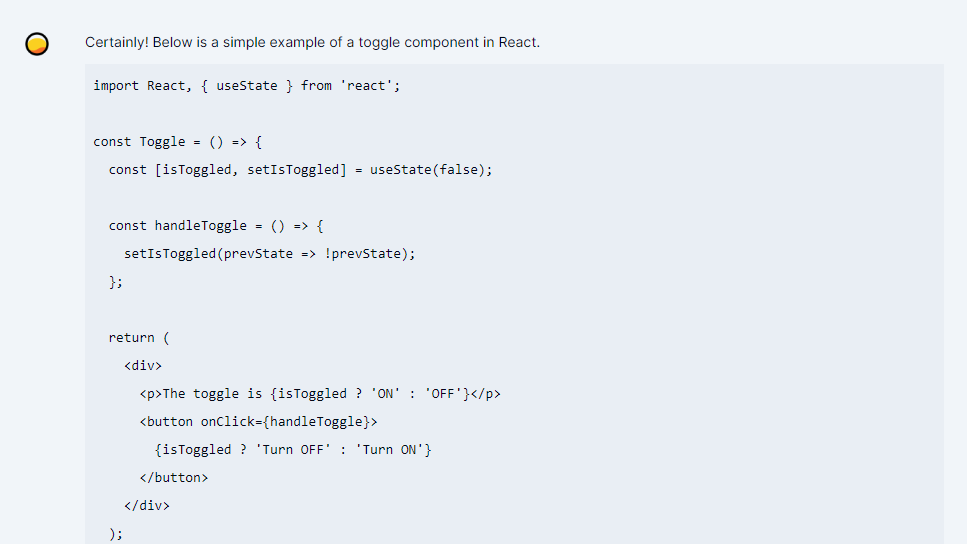 Certainly! Below is a simple example of a toggle component in React.
import React, { useState } from 'react';
const Toggle = () => {
const [isToggled, setIsToggled] = useState(false);
const handleToggle = () => {
setIsToggled(prevState => !prevState);
};
return (
<div>
<p>The toggle is {isToggled ? 'ON' : 'OFF'}</p>
<button onClick={handleToggle}>
{isToggled ? 'Turn OFF' : 'Turn ON'}
</button>
</div>
);